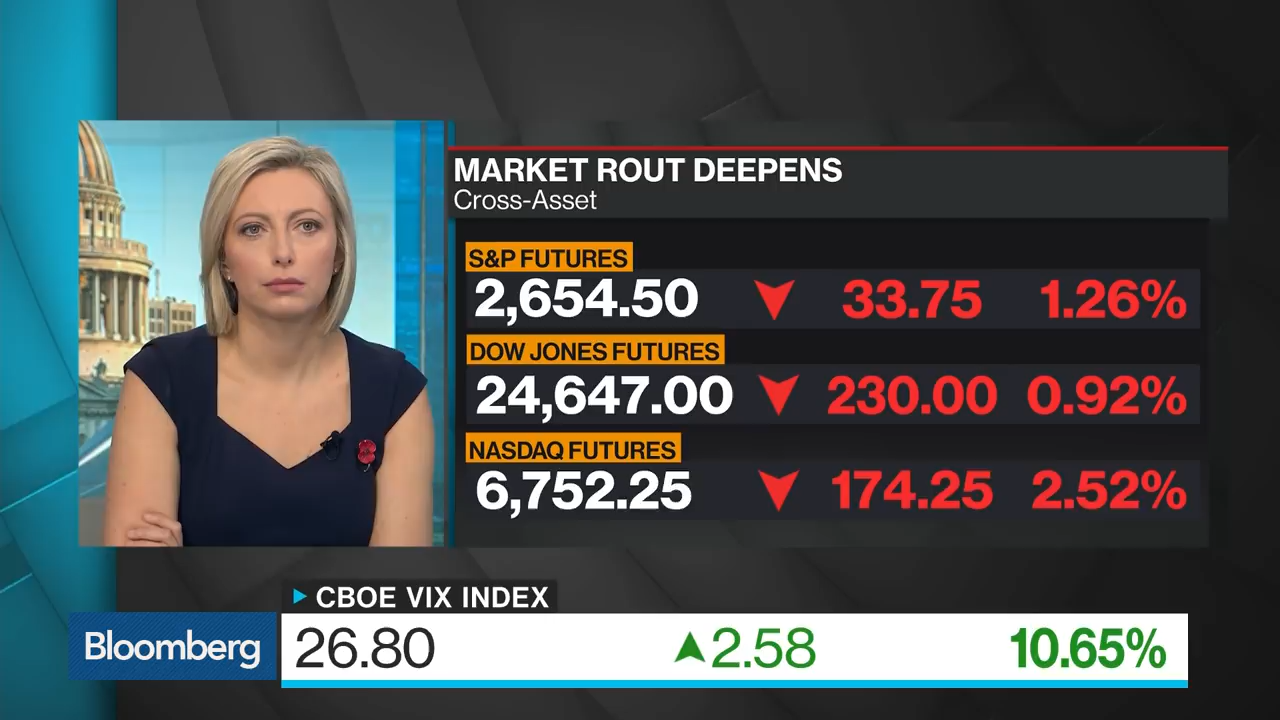 MARKET ROUT DEEPENS
Cross-Asset
S&P FUTURES
2,654.50 33.75 1.26%
DOW JONES FUTURES
24,647.00 230.00 0.92%
NASDAQ FUTURES
6,752.25 174.25 2.52%
CBOE VIX INDEX
Bloomberg 26.80 2.58 10.65%